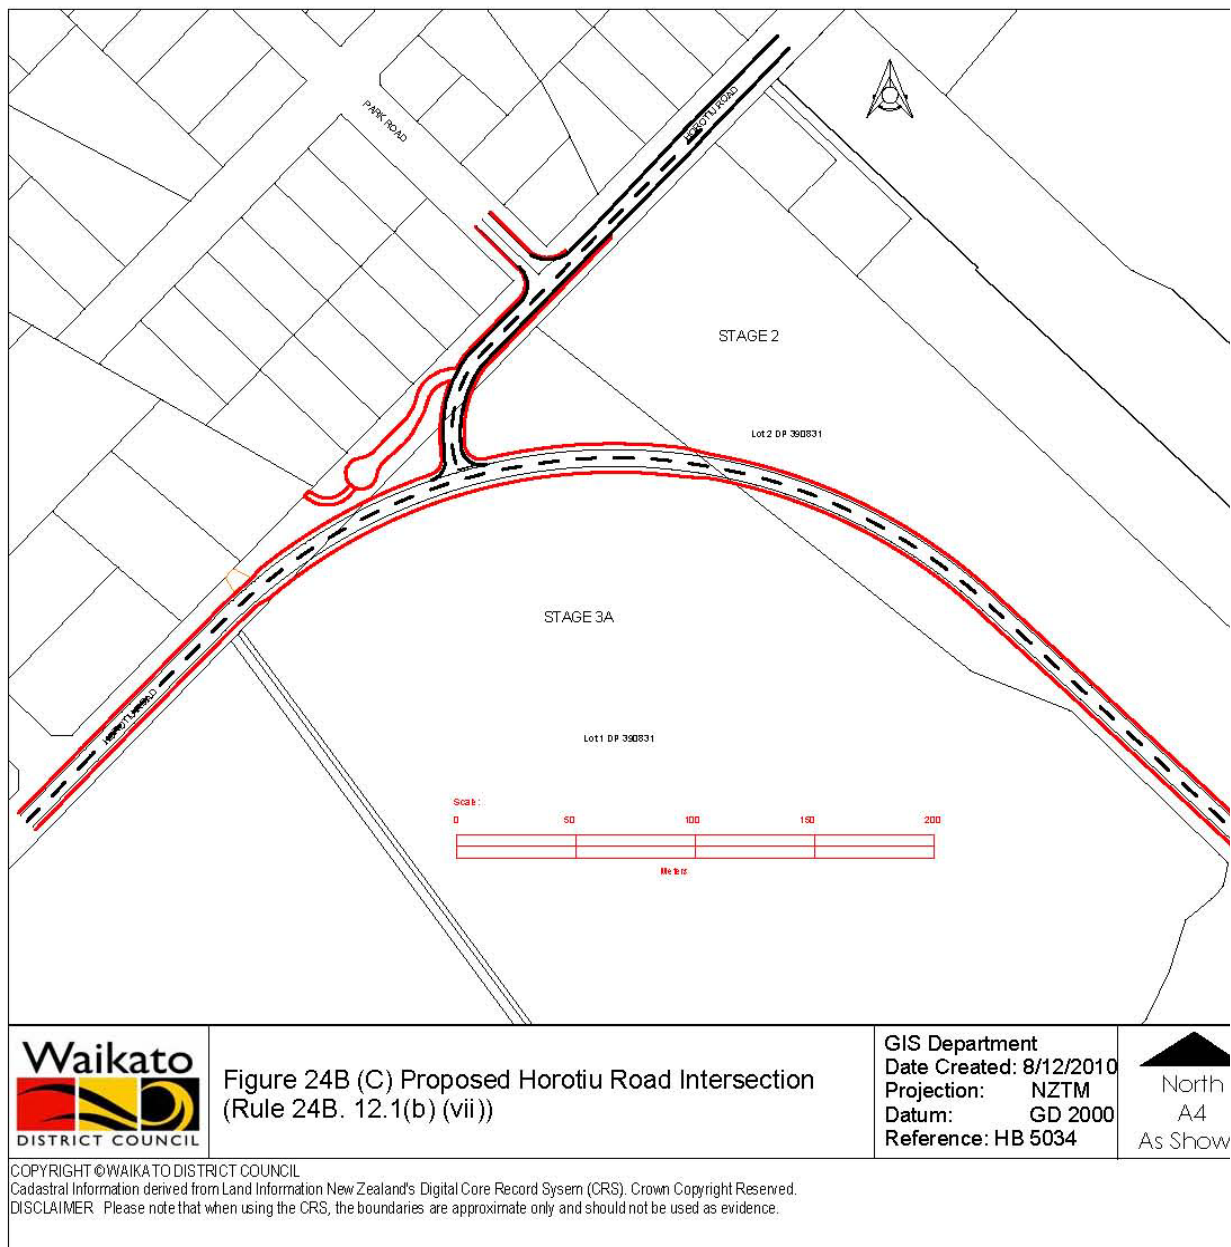 PARK ROAD
HOROTIU ROAD
STAGE 2
Lot 2 DP 390831
STAGE 3A
HOROTIU ROAD
Lot 1 DP 390831
Scale:
0 50 100 150 200
Meters
Waikato
DISTRICT COUNCIL
Figure 24B (C) Proposed Horotiu Road Intersection
(Rule 24B. 12.1(b) (vii))
GIS Department
Date Created: 8/12/2010
Projection: NZTM
Datum: GD 2000
Reference: HB 5034
North
A4
As Show
COPYRIGHT © WAIKATO DISTRICT COUNCIL
Cadastral Information derived from Land Information New Zealand's Digital Core Record Sysem (CRS). Crown Copyright Reserved.
DISCLAIMER Please note that when using the CRS, the boundaries are approximate only and should not be used as evidence.